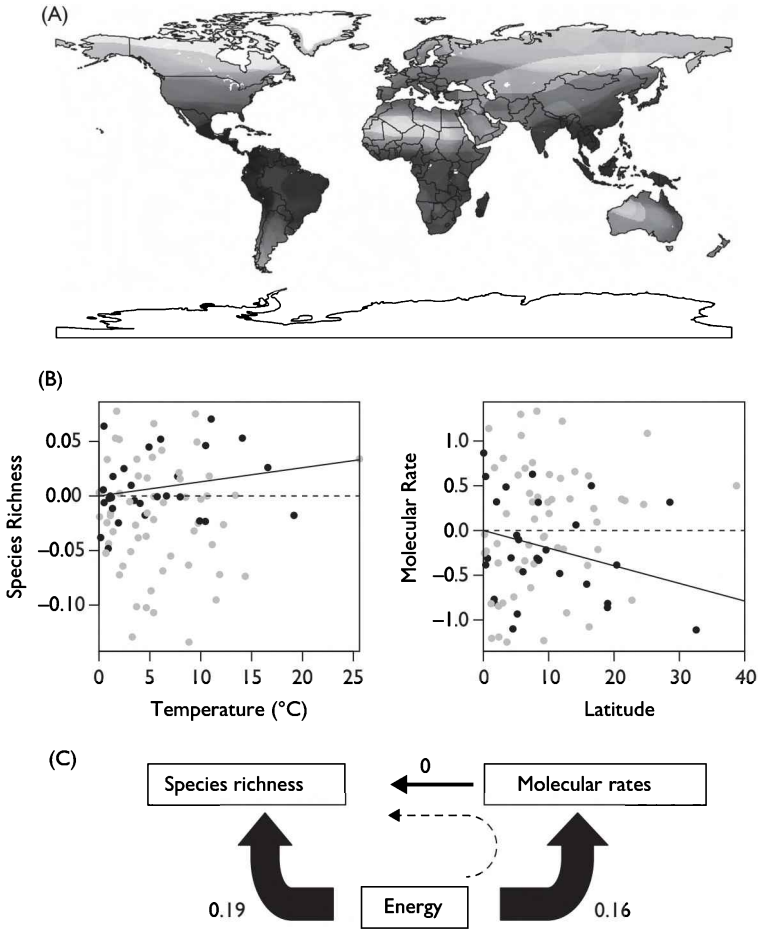 (A)
(B)
Species Richness
0.05
0.00
−0.05
−0.10
0 5 10 15 20 25
Temperature (°C)
Molecular Rate
1.0
0.5
0.0
−0.5
−1.0
0 10 20 30 40
Latitude
(C)
Species richness
0
Molecular rates
0.19
Energy
0.16